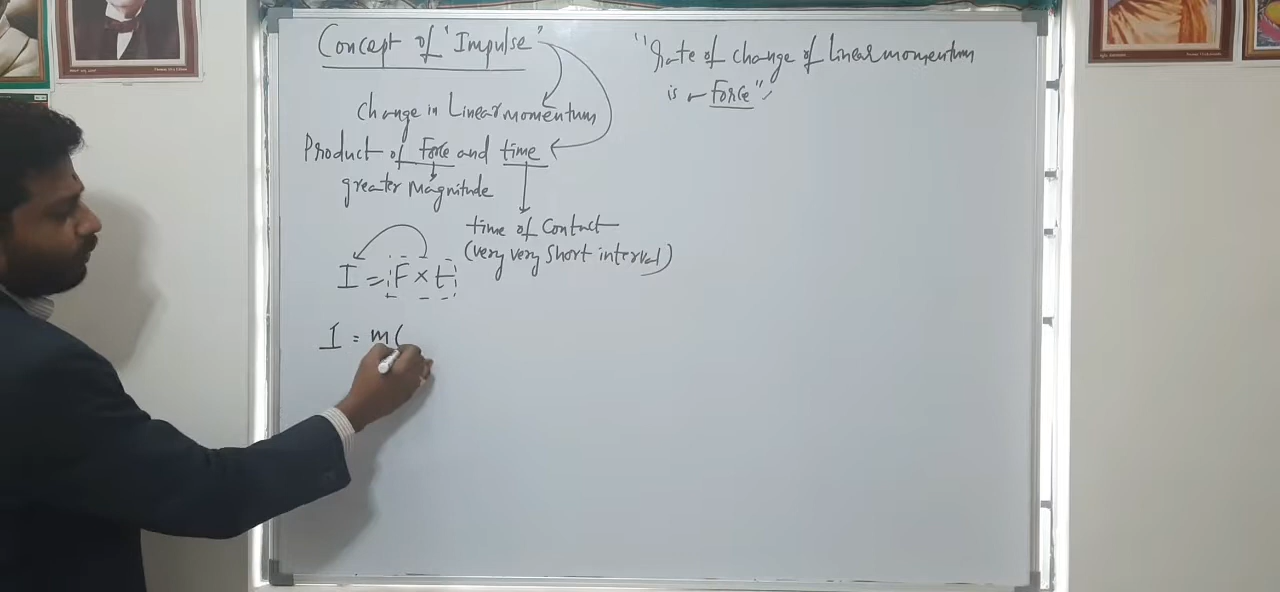 Concept of 'Impulse'
Change in Linear momentum
Product of Force and time
greater Magnitude
time of Contact
(very very short interval)
I = F × t
I = m(
"Rate of change of linear momentum
is Force"